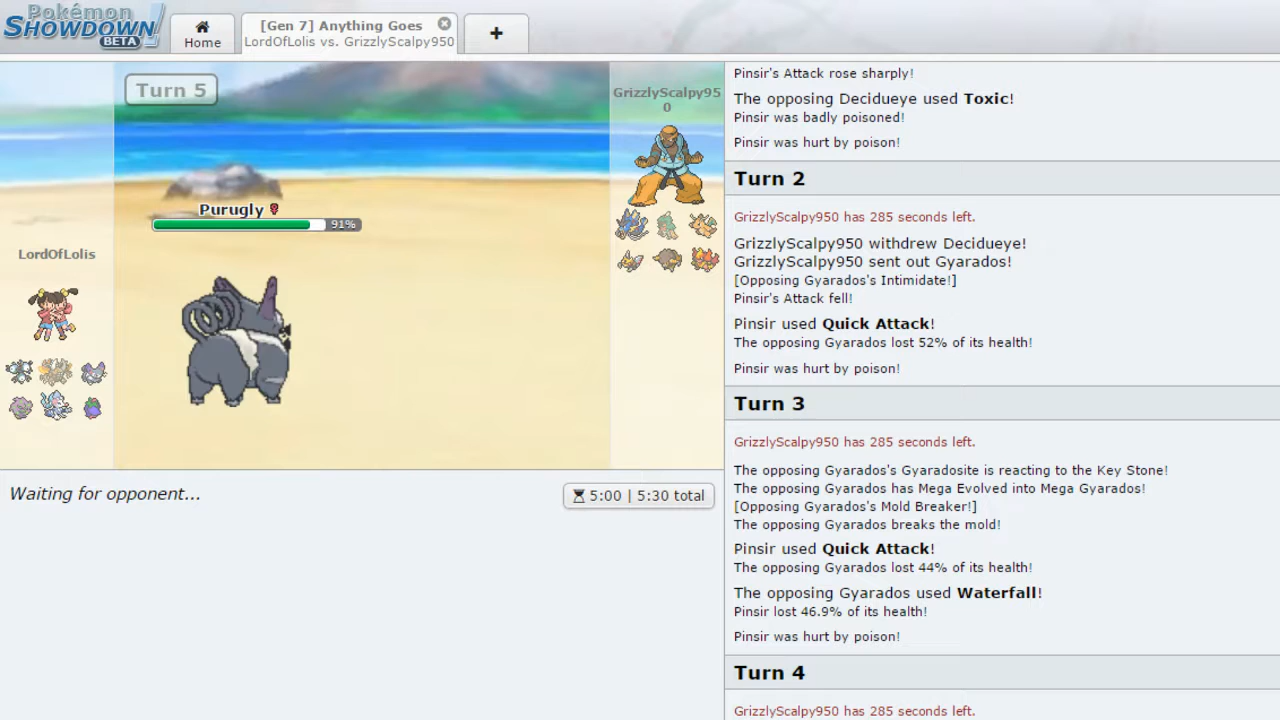 Pokémon
SHOWDOWN!
BETA
Home
[Gen 7] Anything Goes
LordOfLolis vs. GrizzlyScalpy950
+
Turn 5
GrizzlyScalpy95
0
Purugly
91%
LordOfLolis
Waiting for opponent...
5:00 | 5:30 total
Pinsir's Attack rose sharply!
The opposing Decidueye used Toxic!
Pinsir was badly poisoned!
Pinsir was hurt by poison!
Turn 2
GrizzlyScalpy950 has 285 seconds left.
GrizzlyScalpy950 withdrew Decidueye!
GrizzlyScalpy950 sent out Gyarados!
[Opposing Gyarados's Intimidate!]
Pinsir's Attack fell!
Pinsir used Quick Attack!
The opposing Gyarados lost 52% of its health!
Pinsir was hurt by poison!
Turn 3
GrizzlyScalpy950 has 285 seconds left.
The opposing Gyarados's Gyaradosite is reacting to the Key Stone!
The opposing Gyarados has Mega Evolved into Mega Gyarados!
[Opposing Gyarados's Mold Breaker!]
The opposing Gyarados breaks the mold!
Pinsir used Quick Attack!
The opposing Gyarados lost 44% of its health!
The opposing Gyarados used Waterfall!
Pinsir lost 46.9% of its health!
Pinsir was hurt by poison!
Turn 4
GrizzlyScalpy950 has 285 seconds left.